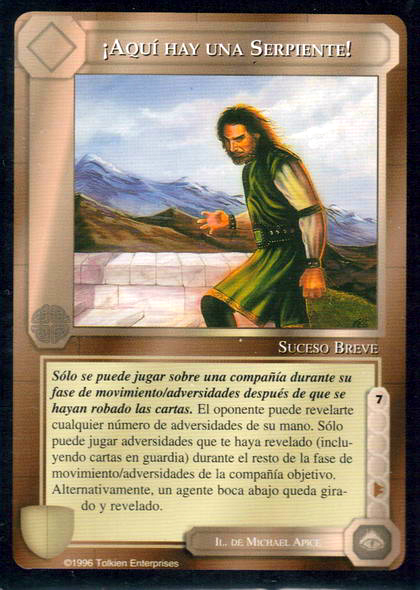 ¡Aquí hay una Serpiente!
Suceso Breve
Sólo se puede jugar sobre una compañía durante su
fase de movimiento/adversidades después de que se
hayan robado las cartas. El oponente puede revelarte
cualquier número de adversidades de su mano. Sólo
puede jugar adversidades que te haya revelado (inclu-
yendo cartas en guardia) durante el resto de la fase de
movimiento/adversidades de la compañía objetivo.
Alternativamente, un agente boca abajo queda gira-
do y revelado.
7
Il. de Michael Apice
©1996 Tolkien Enterprises